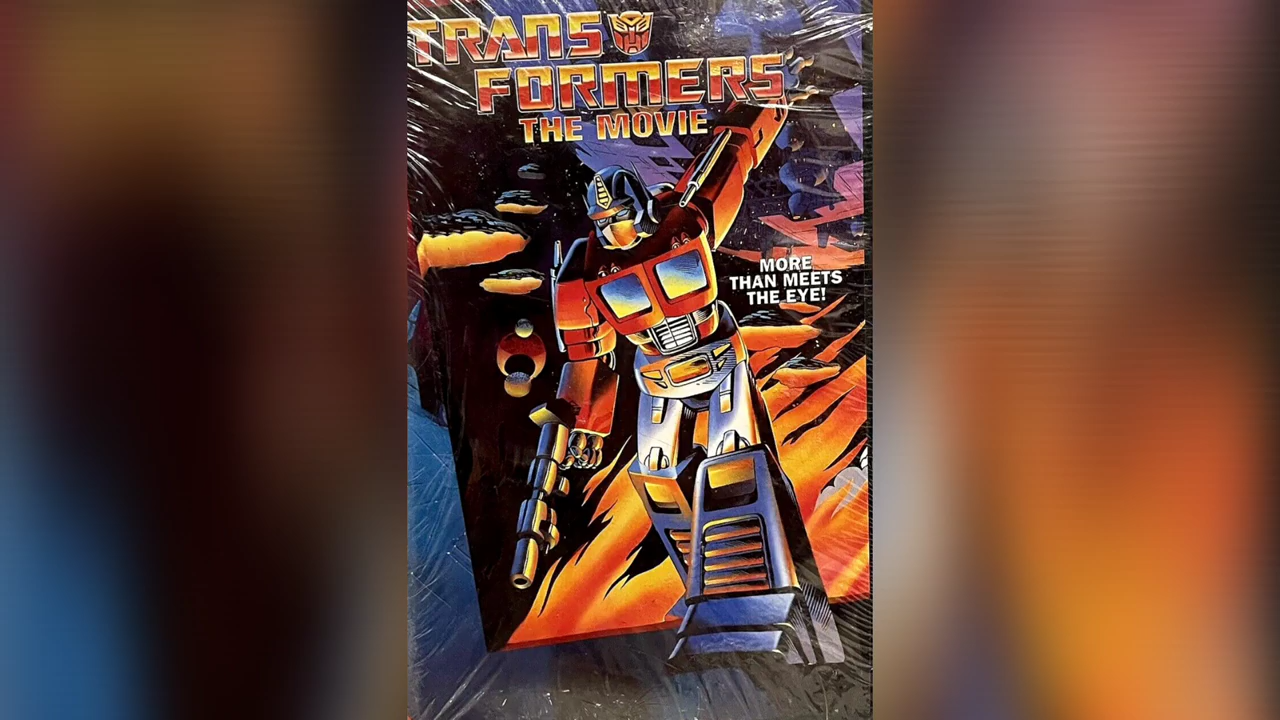 TRANS
FORMERS
THE MOVIE
MORE
THAN MEETS
THE EYE!